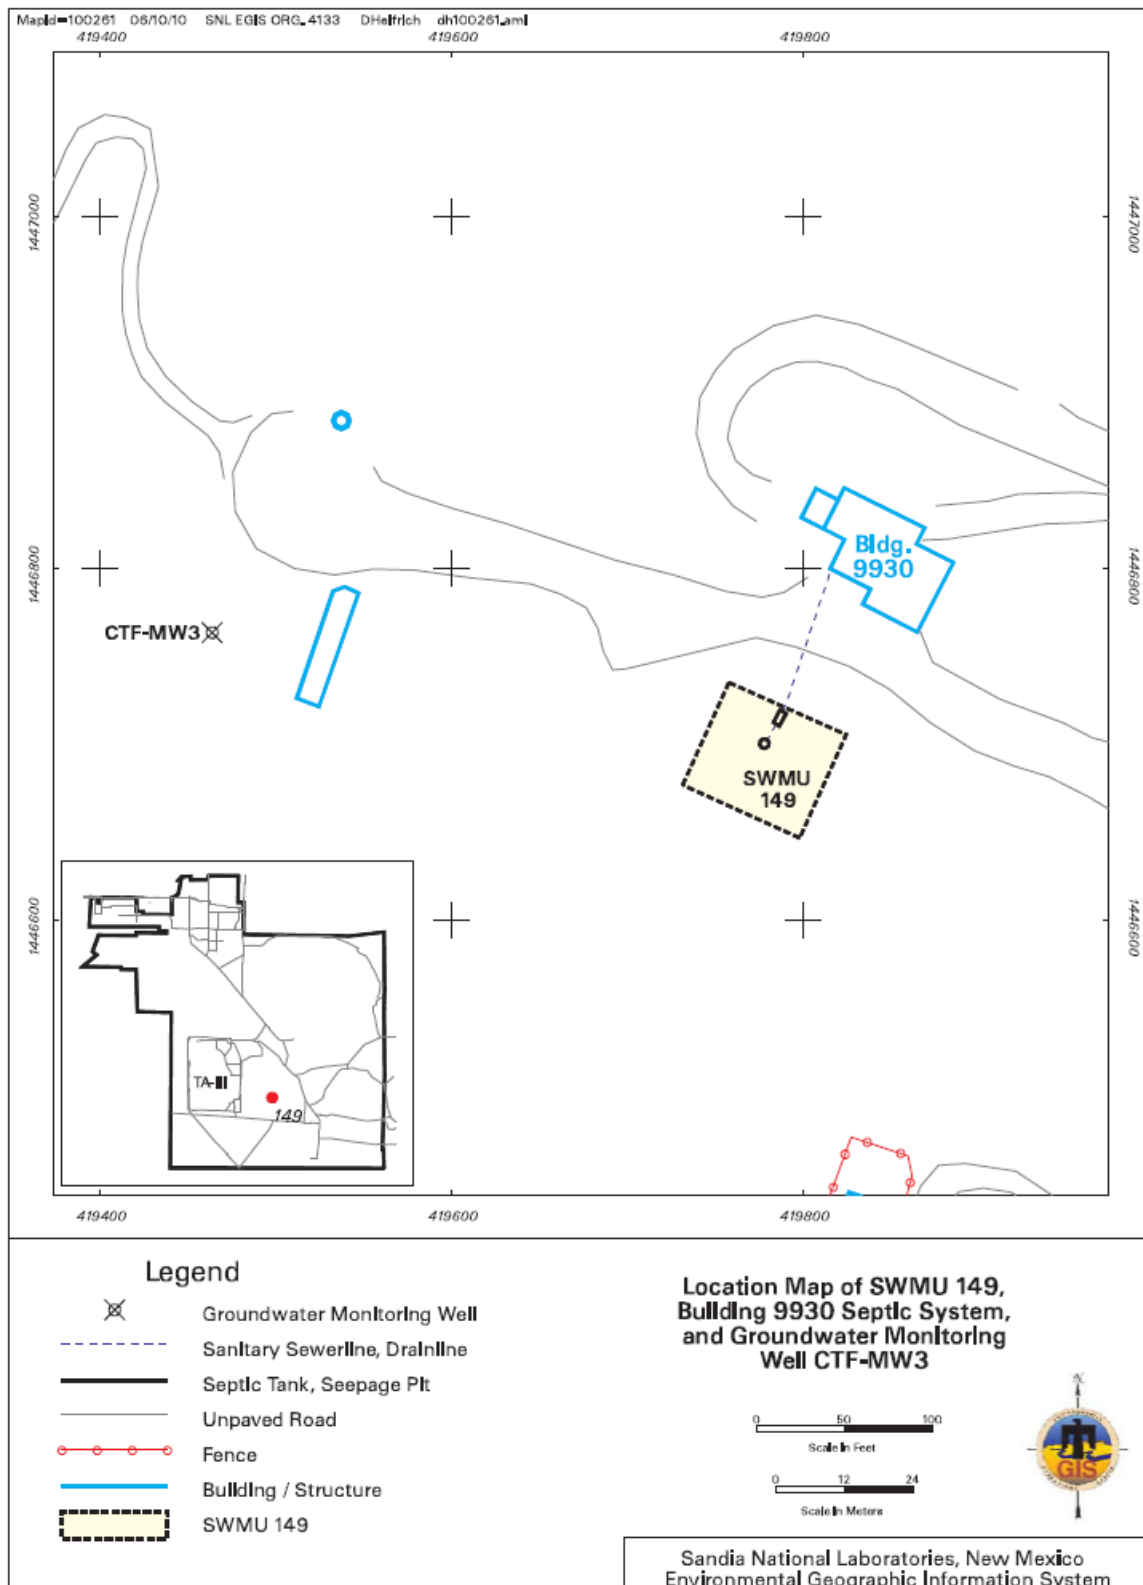 MapId=100261 06/10/10 SNL EGIS ORG. 4133 DHelfrich dh100261.aml
419400 419600 419800
1447000 1447000
Bldg.
9930
1446800 1446800
CTF-MW3
SWMU
149
1446600 1446600
TA-III
149
419400 419600 419800
Legend
Groundwater Monitoring Well
Sanitary Sewerline, Drainline
Septic Tank, Seepage Pit
Unpaved Road
Fence
Building / Structure
SWMU 149
Location Map of SWMU 149,
Building 9930 Septic System,
and Groundwater Monitoring
Well CTF-MW3
0 50 100
Scale in Feet
0 12 24
Scale in Meters
N
GIS
Sandia National Laboratories, New Mexico
Environmental Geographic Information System